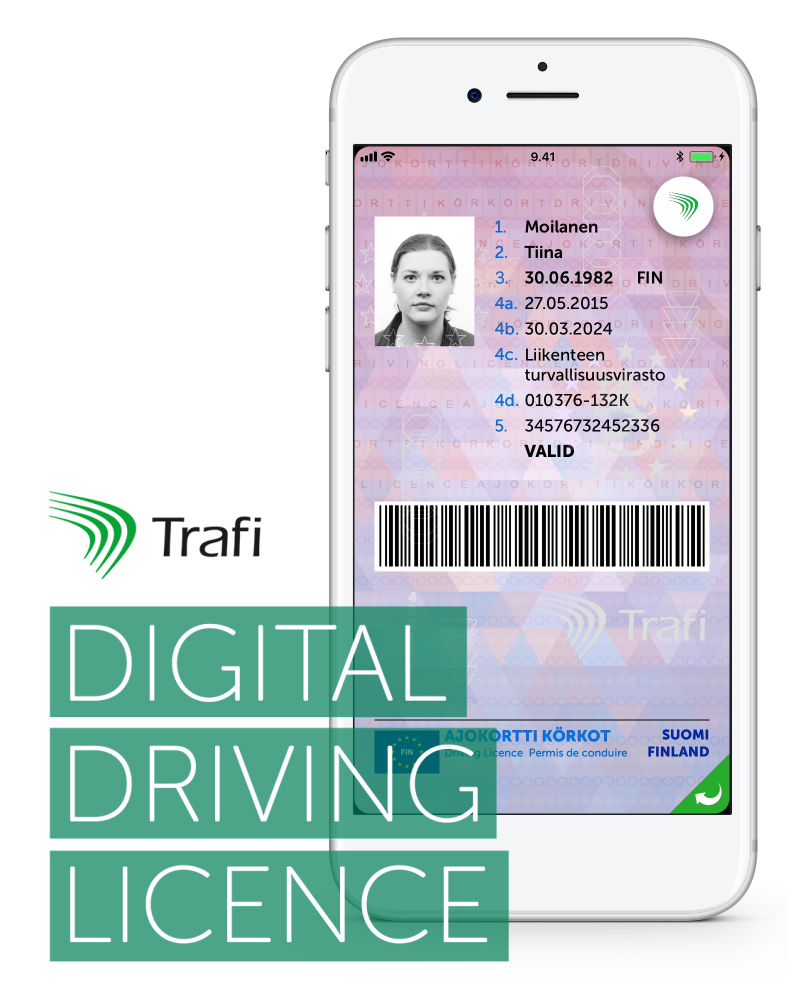 9.41
1. Moilanen
2. Tiina
3. 30.06.1982 FIN
4a. 27.05.2015
4b. 30.03.2024
4c. Liikenteen
turvallisuusvirasto
4d. 010376-132K
5. 34576732452336
VALID
Trafi
AJOKORTTI KÖRKOT
SUOMI
FIN
Driving Licence Permis de conduire
FINLAND
Trafi
DIGITAL
DRIVING
LICENCE